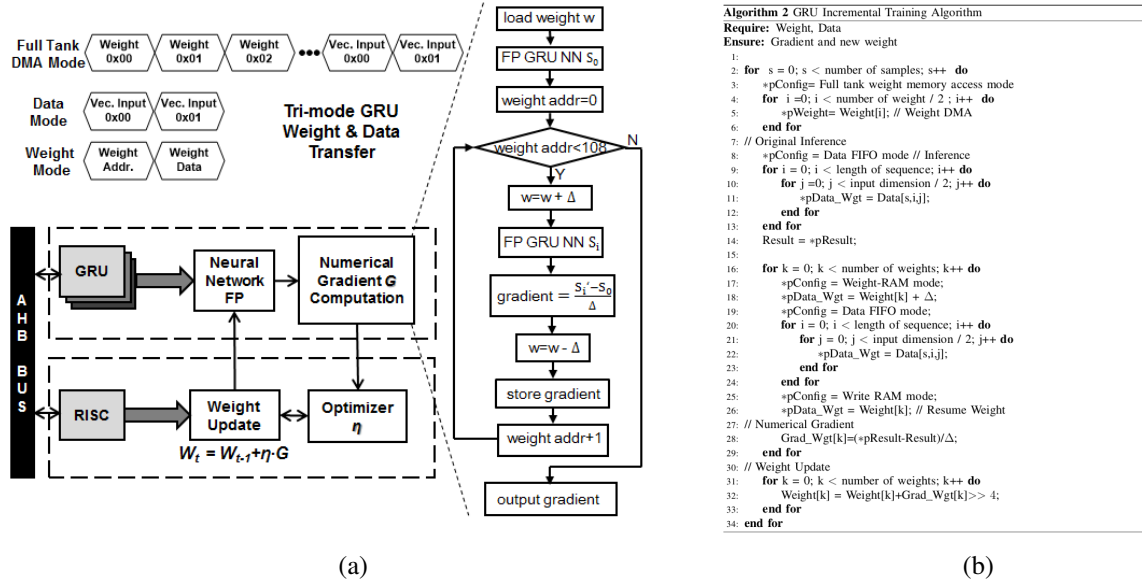 Full Tank
DMA Mode
Weight
0x00
Weight
0x01
Weight
0x02
Vec. Input
0x00
Vec. Input
0x01
Data
Mode
Vec. Input
0x00
Vec. Input
0x01
Weight
Mode
Weight
Addr.
Weight
Data
Tri-mode GRU
Weight & Data
Transfer
AHB BUS
GRU
Neural
Network
FP
Numerical
Gradient G
Computation
RISC
Weight
Update
Optimizer
η
W_t = W_{t-1}+η·G
load weight w
FP GRU NN S_0
weight addr=0
weight addr<108
N
Y
w=w + Δ
FP GRU NN S_i
gradient = (S_i'-S_0)/Δ
w=w - Δ
store gradient
weight addr+1
output gradient
(a)
Algorithm 2 GRU Incremental Training Algorithm
Require: Weight, Data
Ensure: Gradient and new weight
1:
2: for s = 0; s < number of samples; s++ do
3: *pConfig= Full tank weight memory access mode
4: for i =0; i < number of weight / 2 ; i++ do
5: *pWeight= Weight[i]; // Weight DMA
6: end for
7: // Original Inference
8: *pConfig = Data FIFO mode // Inference
9: for i = 0; i < length of sequence; i++ do
10: for j =0; j < input dimension / 2; j++ do
11: *pData_Wgt = Data[s,i,j];
12: end for
13: end for
14: Result = *pResult;
15:
16: for k = 0; k < number of weights; k++ do
17: *pConfig = Weight-RAM mode;
18: *pData_Wgt = Weight[k] + Δ;
19: *pConfig = Data FIFO mode;
20: for i = 0; i < length of sequence; i++ do
21: for j = 0; j < input dimension / 2; j++ do
22: *pData_Wgt = Data[s,i,j];
23: end for
24: end for
25: *pConfig = Write RAM mode;
26: *pData_Wgt = Weight[k]; // Resume Weight
27: // Numerical Gradient
28: Grad_Wgt[k]=(*pResult-Result)/Δ;
29: end for
30: // Weight Update
31: for k = 0; k < number of weights; k++ do
32: Weight[k] = Weight[k]+Grad_Wgt[k]>> 4;
33: end for
34: end for
(b)